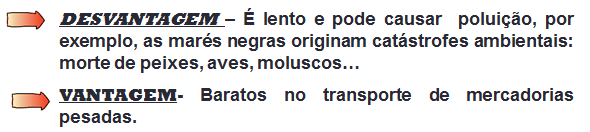 DESVANTAGEM – É lento e pode causar poluição, por
exemplo, as marés negras originam catástrofes ambientais:
morte de peixes, aves, moluscos…
VANTAGEM- Baratos no transporte de mercadorias
pesadas.